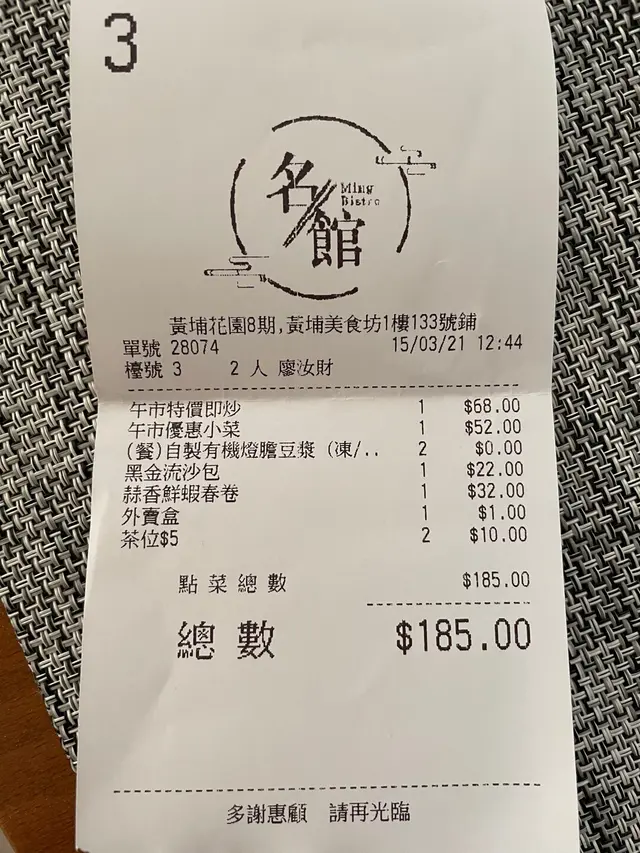 3
名館
Ming
Bistro
黃埔花園8期,黃埔美食坊1樓133號鋪
單號 28074 15/03/21 12:44
檯號 3 2 人 廖汝財
午市特價即炒 1 $68.00
午市優惠小菜 1 $52.00
(餐)自製有機燈膽豆漿 (凍/.. 2 $0.00
黑金流沙包 1 $22.00
蒜香鮮蝦春卷 1 $32.00
外賣盒 1 $1.00
茶位$5 2 $10.00
點菜總數 $185.00
總數 $185.00
多謝惠顧 請再光臨